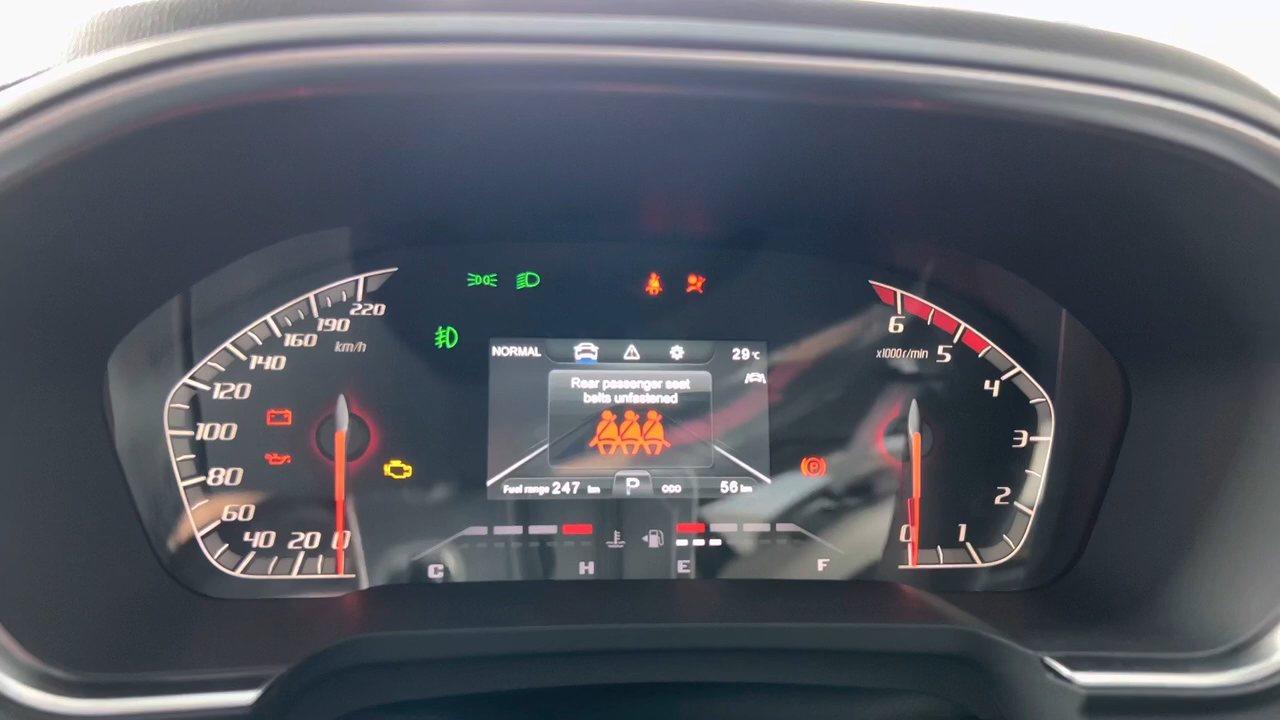 220
190
160
140
120
100
80
60
40
20
0
km/h
NORMAL
29°C
Rear passenger seat
belts unfastened
Fuel range 247 km
P
ODO
56 km
C
H
E
F
6
5
4
3
2
1
0
x1000r/min
P